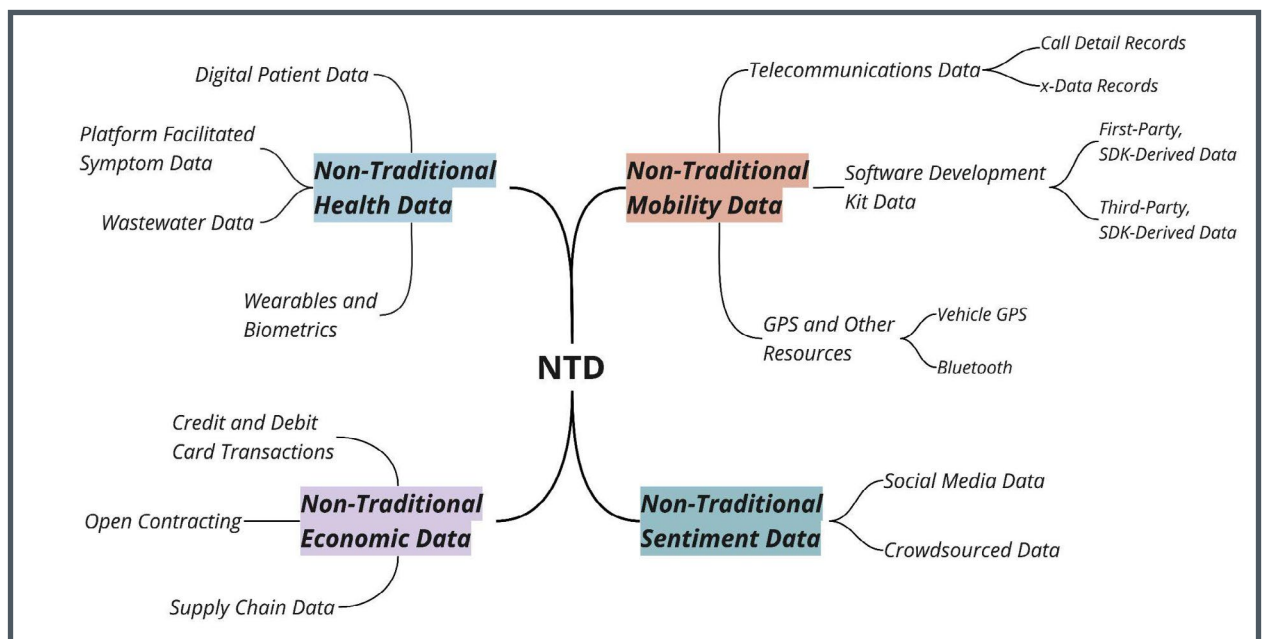 Digital Patient Data
Platform Facilitated
Symptom Data
Wastewater Data
Wearables and
Biometrics
Non-Traditional
Health Data
Non-Traditional
Mobility Data
Telecommunications Data
Call Detail Records
x-Data Records
Software Development
Kit Data
First-Party,
SDK-Derived Data
Third-Party,
SDK-Derived Data
GPS and Other
Resources
Vehicle GPS
Bluetooth
NTD
Credit and Debit
Card Transactions
Open Contracting
Supply Chain Data
Non-Traditional
Economic Data
Non-Traditional
Sentiment Data
Social Media Data
Crowdsourced Data